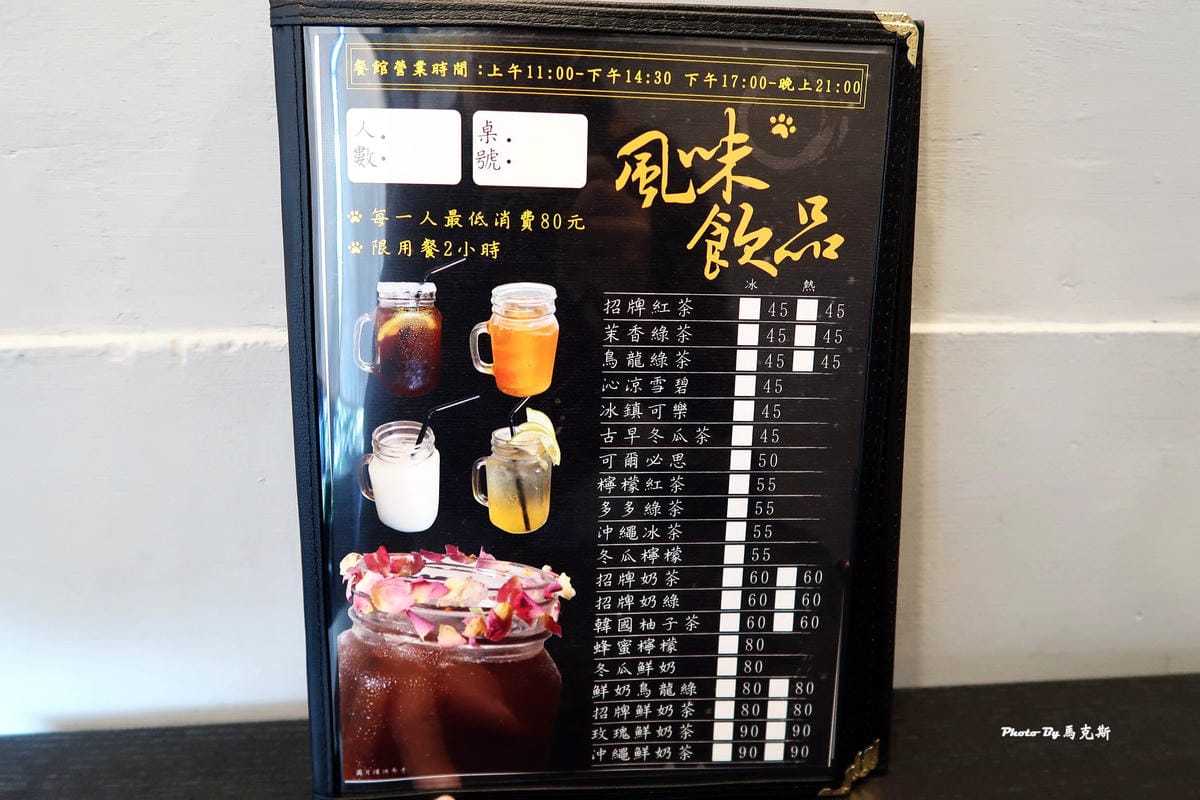 餐館營業時間:上午11:00-下午14:30 下午17:00-晚上21:00
人數:
桌號:
風味
飲品
每一人最低消費80元
限用餐2小時
冰 熱
招牌紅茶 45 45
茉香綠茶 45 45
烏龍綠茶 45 45
沁涼雪碧 45
冰鎮可樂 45
古早冬瓜茶 45
可爾必思 50
檸檬紅茶 55
多多綠茶 55
沖繩冰茶 55
冬瓜檸檬 55
招牌奶茶 60 60
招牌奶綠 60 60
韓國柚子茶 60 60
蜂蜜檸檬 80
冬瓜鮮奶 80
鮮奶烏龍綠 80 80
招牌鮮奶茶 80 80
玫瑰鮮奶茶 90 90
沖繩鮮奶茶 90 90
圖片僅供參考
Photo By 馬克斯